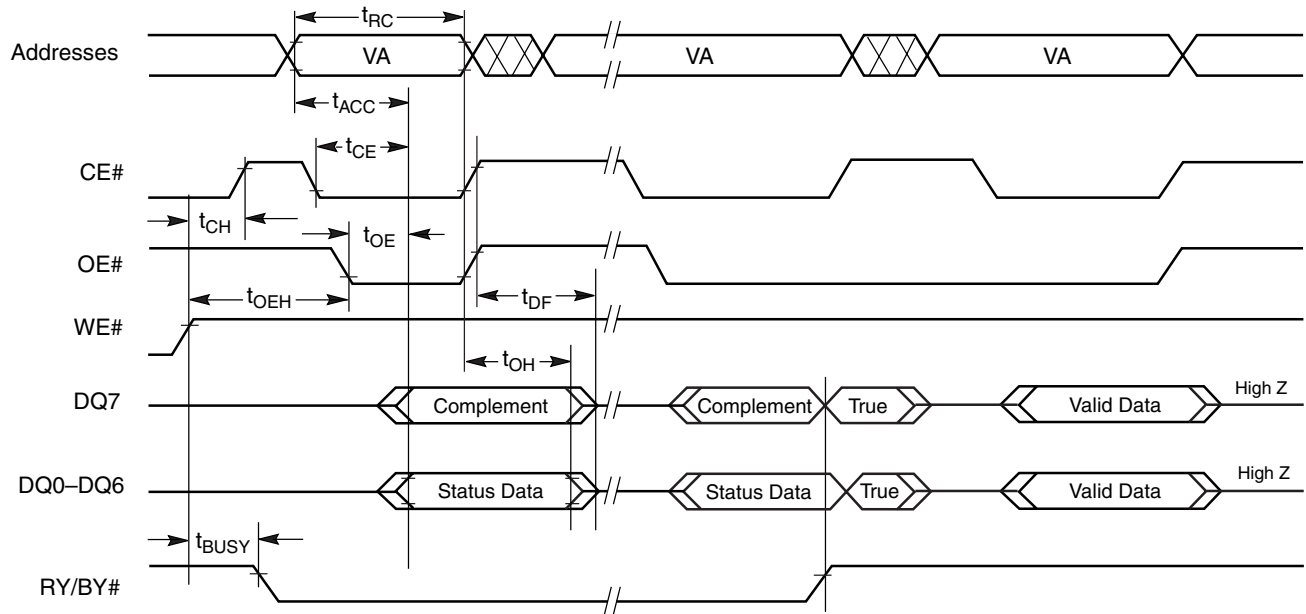 tRC
Addresses VA VA VA
tACC
tCE
CE#
tCH tOE
OE#
tOEH tDF
WE#
tOH
DQ7 Complement Complement True Valid Data High Z
DQ0–DQ6 Status Data Status Data True Valid Data High Z
tBUSY
RY/BY#